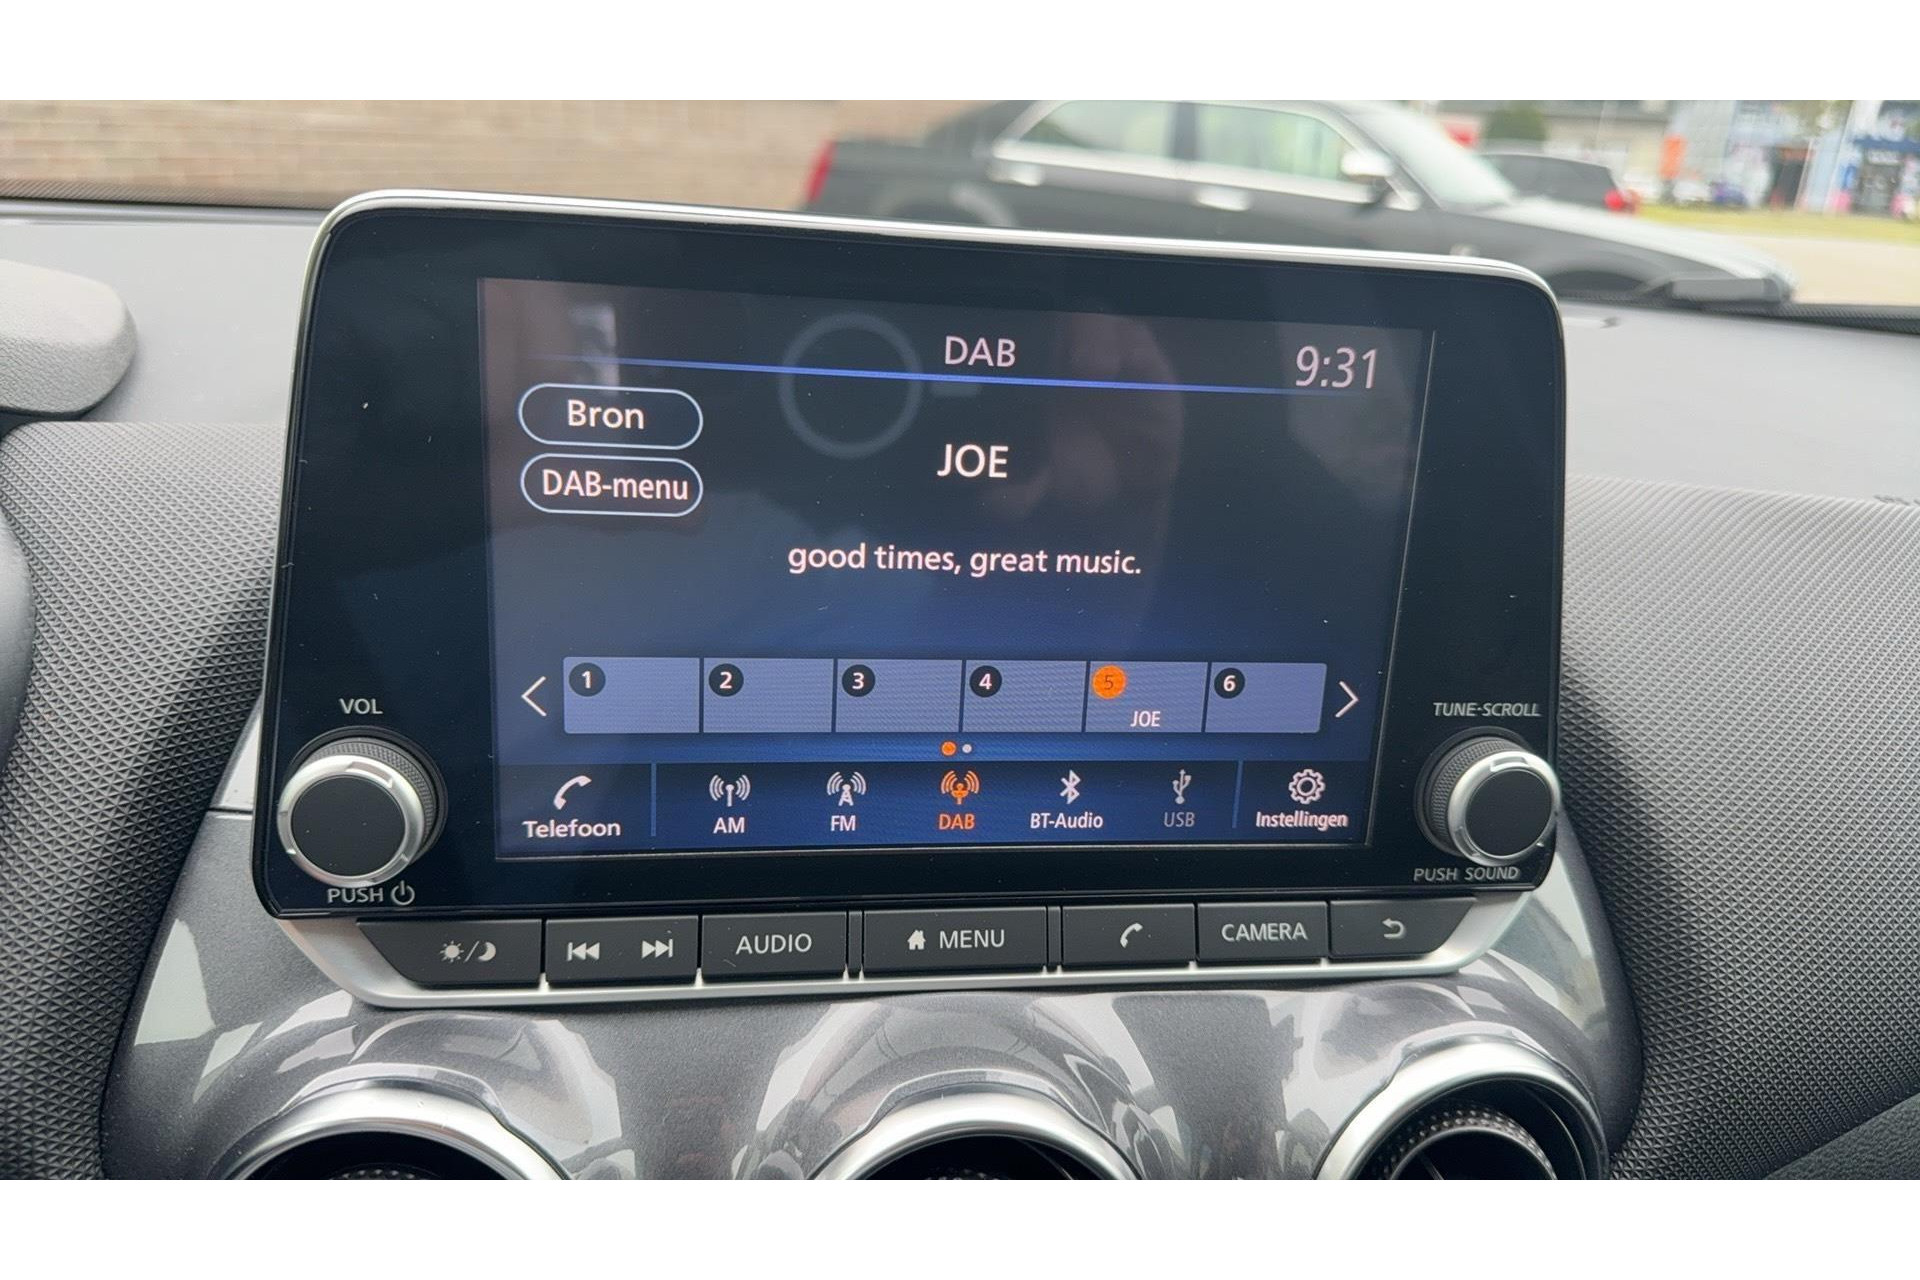 DAB
9:31
Bron
JOE
DAB-menu
good times, great music.
1 2 3 4 5 6
JOE
VOL
TUNE·SCROLL
Telefoon AM FM DAB BT-Audio USB Instellingen
PUSH
PUSH SOUND
AUDIO MENU CAMERA